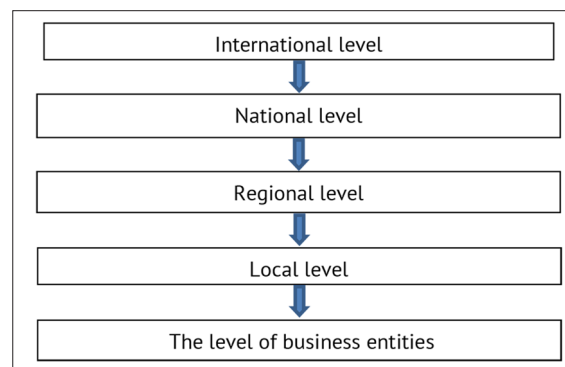 International level
National level
Regional level
Local level
The level of business entities